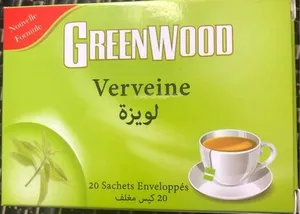 Nouvelle
Formule
GREENWOOD
Verveine
لويزة
20 Sachets Enveloppés
20 كيس مغلف